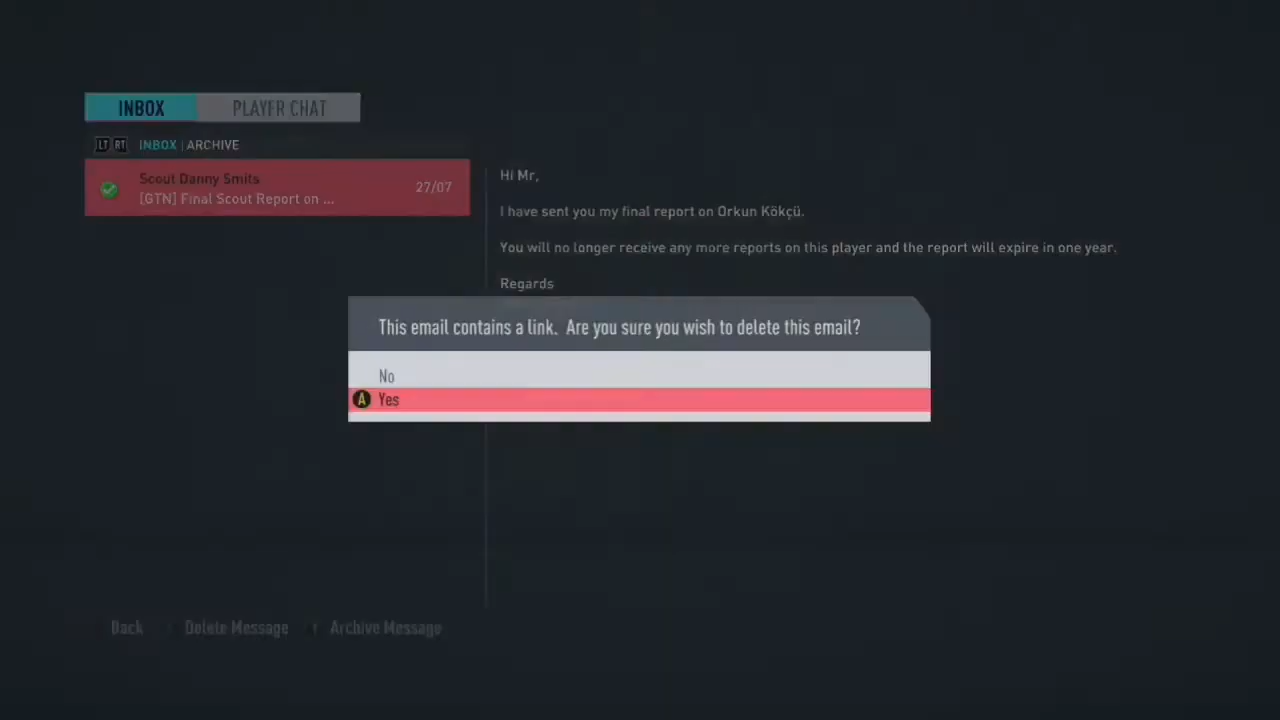 INBOX PLAYER CHAT
LT RT INBOX | ARCHIVE
Scout Danny Smits
[GTN] Final Scout Report on ...
27/07
Hi Mr,
I have sent you my final report on Orkun Kökçü.
You will no longer receive any more reports on this player and the report will expire in one year.
Regards
This email contains a link. Are you sure you wish to delete this email?
No
A Yes
Back Delete Message Archive Message